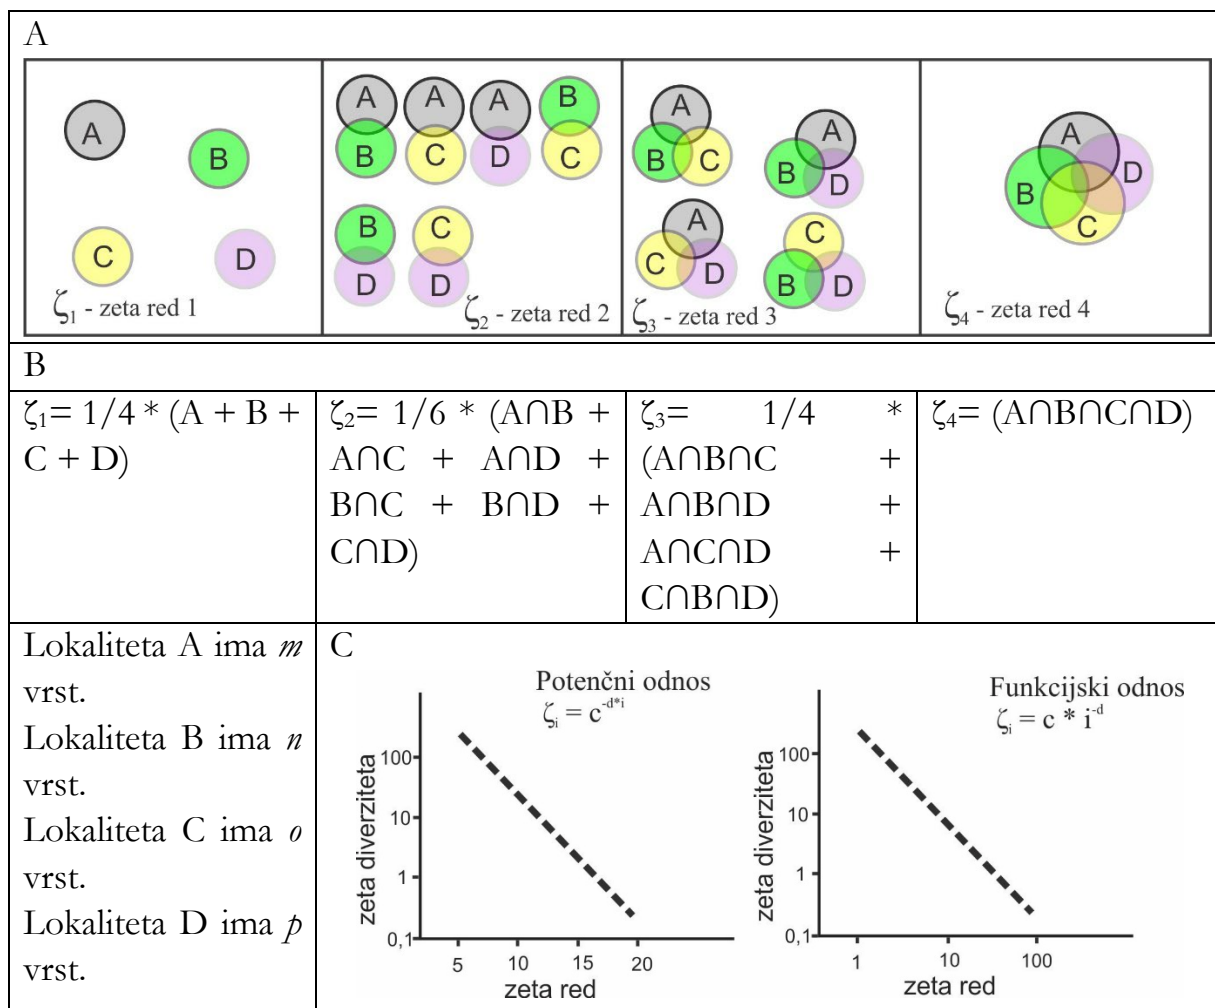 A
A
B
C
D
ζ₁ - zeta red 1
A A A B
B C D C
B C
D D
ζ₂ - zeta red 2
A
B C
A
B D
A
C D
C
B D
ζ₃ - zeta red 3
A
B D
C
ζ₄ - zeta red 4
B
ζ₁= 1/4 * (A + B +
C + D)
ζ₂= 1/6 * (A∩B +
A∩C + A∩D +
B∩C + B∩D +
C∩D)
ζ₃= 1/4 *
(A∩B∩C +
A∩B∩D +
A∩C∩D +
C∩B∩D)
ζ₄= (A∩B∩C∩D)
Lokaliteta A ima m
vrst.
Lokaliteta B ima n
vrst.
Lokaliteta C ima o
vrst.
Lokaliteta D ima p
vrst.
C
Potenčni odnos
ζᵢ = c^-d*i
zeta diverziteta
100
10
1
0,1
5 10 15 20
zeta red
Funkcijski odnos
ζᵢ = c * i^-d
zeta diverziteta
100
10
1
0,1
1 10 100
zeta red